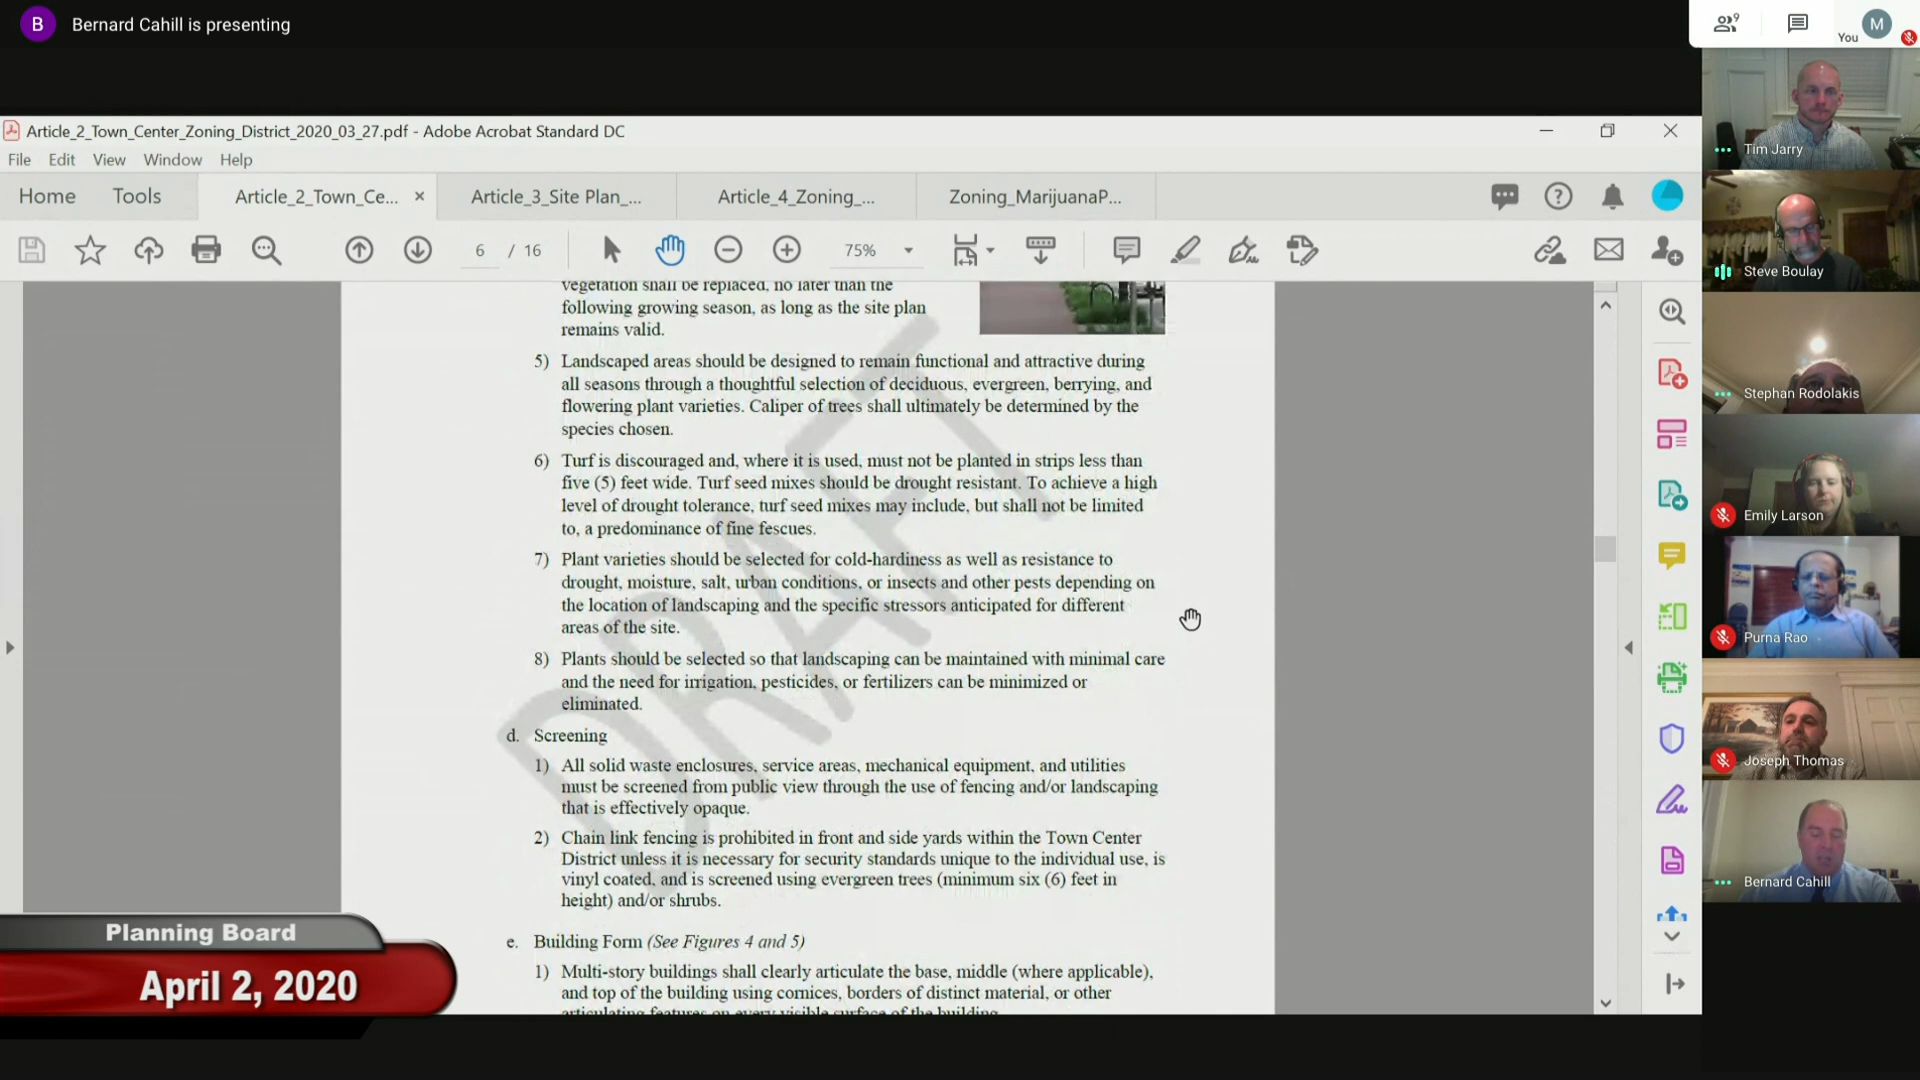 B Bernard Cahill is presenting
9
You M
Article_2_Town_Center_Zoning_District_2020_03_27.pdf - Adobe Acrobat Standard DC
File Edit View Window Help
Home Tools Article_2_Town_Ce... × Article_3_Site Plan_... Article_4_Zoning_... Zoning_MarijuanaP...
6 / 16 75%
vegetation shall be replaced, no later than the
following growing season, as long as the site plan
remains valid.
5) Landscaped areas should be designed to remain functional and attractive during
all seasons through a thoughtful selection of deciduous, evergreen, berrying, and
flowering plant varieties. Caliper of trees shall ultimately be determined by the
species chosen.
6) Turf is discouraged and, where it is used, must not be planted in strips less than
five (5) feet wide. Turf seed mixes should be drought resistant. To achieve a high
level of drought tolerance, turf seed mixes may include, but shall not be limited
to, a predominance of fine fescues.
7) Plant varieties should be selected for cold-hardiness as well as resistance to
drought, moisture, salt, urban conditions, or insects and other pests depending on
the location of landscaping and the specific stressors anticipated for different
areas of the site.
8) Plants should be selected so that landscaping can be maintained with minimal care
and the need for irrigation, pesticides, or fertilizers can be minimized or
eliminated.
d. Screening
1) All solid waste enclosures, service areas, mechanical equipment, and utilities
must be screened from public view through the use of fencing and/or landscaping
that is effectively opaque.
2) Chain link fencing is prohibited in front and side yards within the Town Center
District unless it is necessary for security standards unique to the individual use, is
vinyl coated, and is screened using evergreen trees (minimum six (6) feet in
height) and/or shrubs.
e. Building Form (See Figures 4 and 5)
1) Multi-story buildings shall clearly articulate the base, middle (where applicable),
and top of the building using cornices, borders of distinct material, or other
articulating features on every visible surface of the building.
DRAFT
Planning Board
April 2, 2020
Tim Jarry
Steve Boulay
Stephan Rodolakis
Emily Larson
Purna Rao
Joseph Thomas
Bernard Cahill